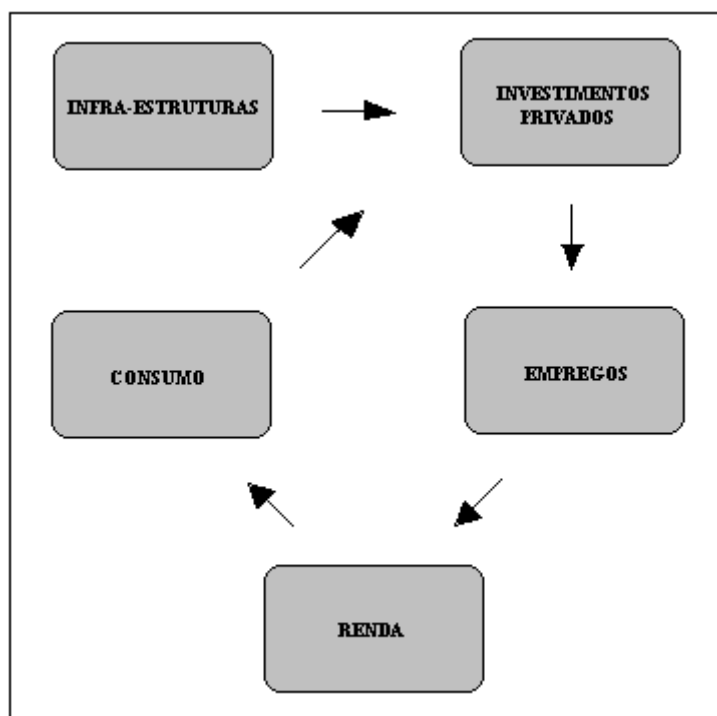 INFRA-ESTRUTURAS
INVESTIMENTOS
PRIVADOS
CONSUMO
EMPREGOS
RENDA